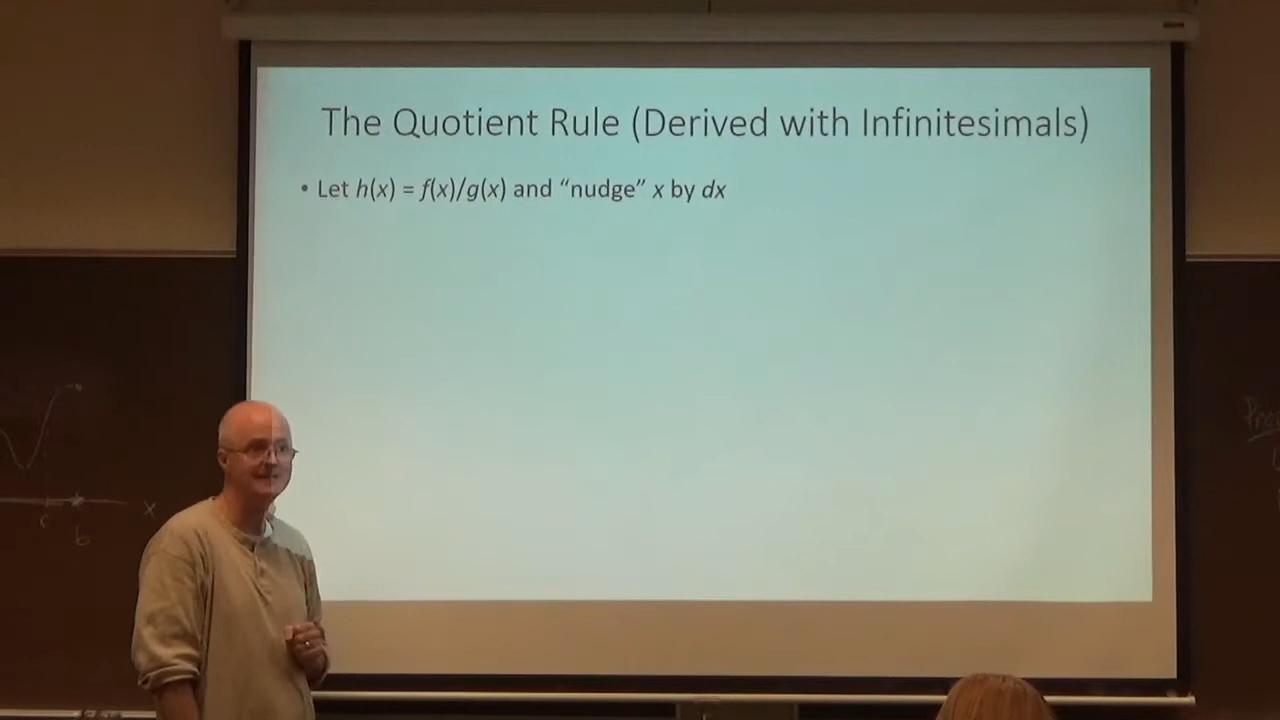 The Quotient Rule (Derived with Infinitesimals)
• Let h(x) = f(x)/g(x) and “nudge” x by dx
c
b
x